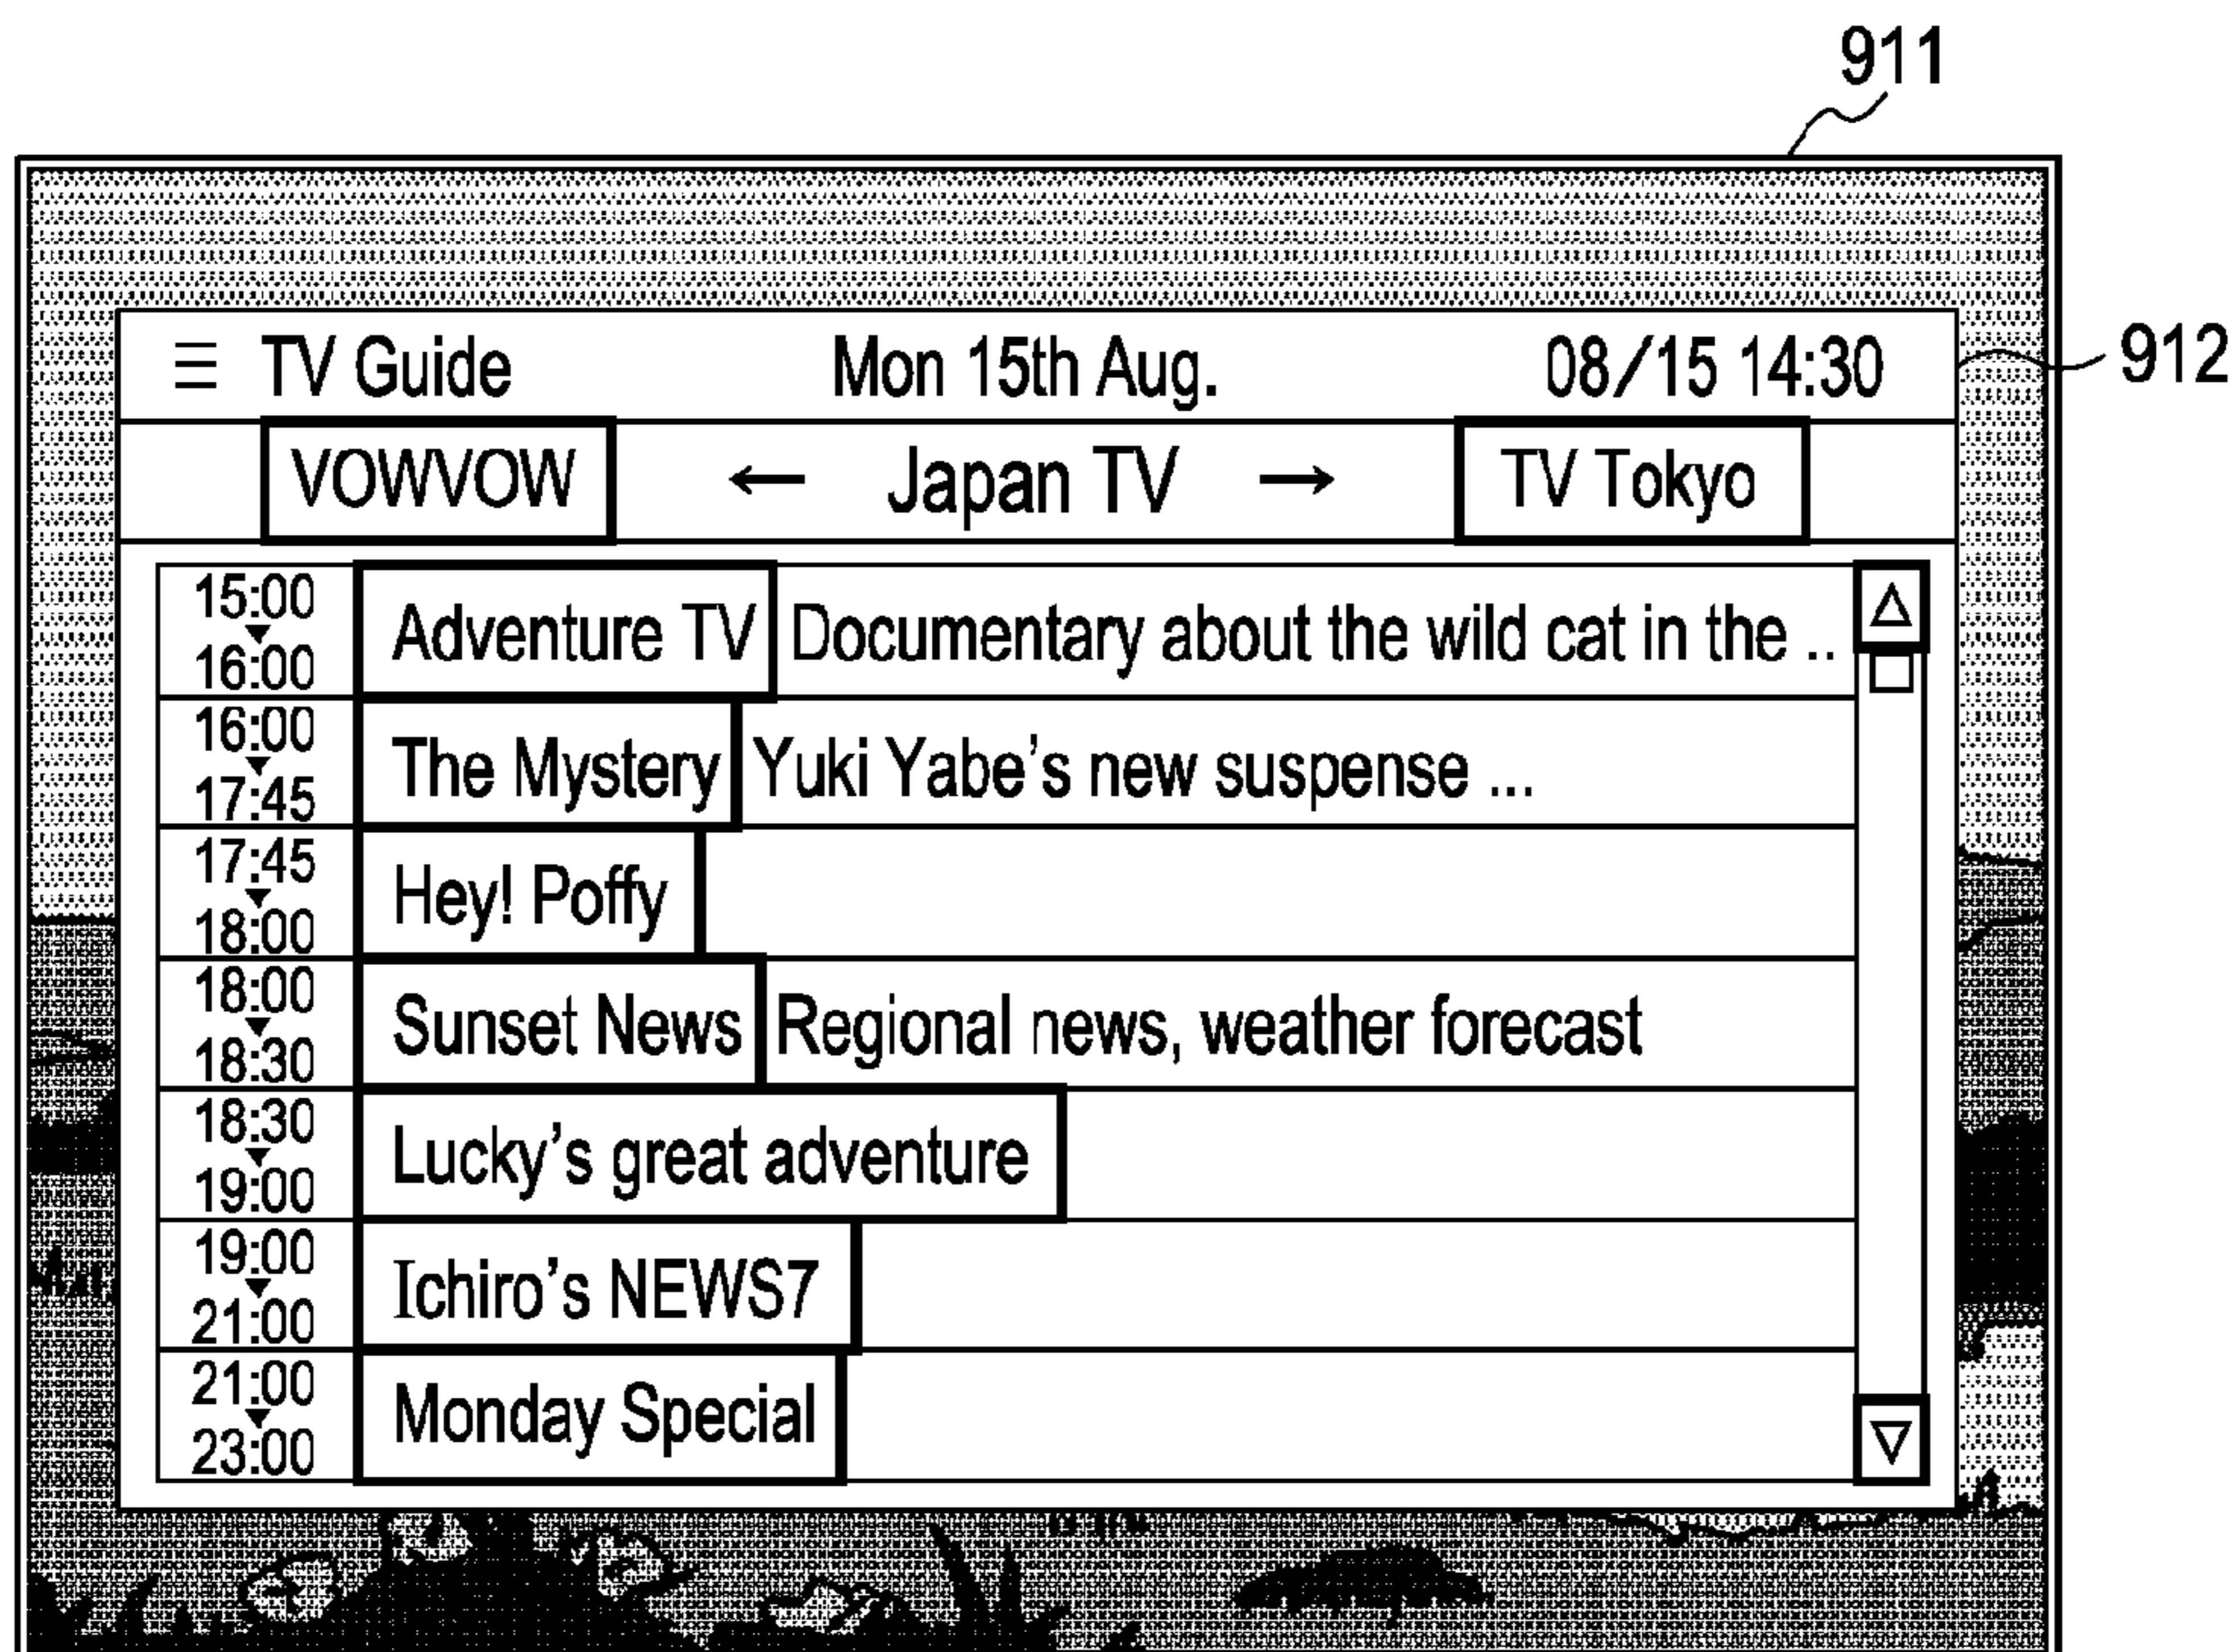 911
☰ TV Guide Mon 15th Aug. 08/15 14:30
912
VOWVOW ← Japan TV → TV Tokyo
15:00
▼
16:00
Adventure TV Documentary about the wild cat in the ..
16:00
▼
17:45
The Mystery Yuki Yabe's new suspense ...
17:45
▼
18:00
Hey! Poffy
18:00
▼
18:30
Sunset News Regional news, weather forecast
18:30
▼
19:00
Lucky's great adventure
19:00
▼
21:00
Ichiro's NEWS7
21:00
▼
23:00
Monday Special